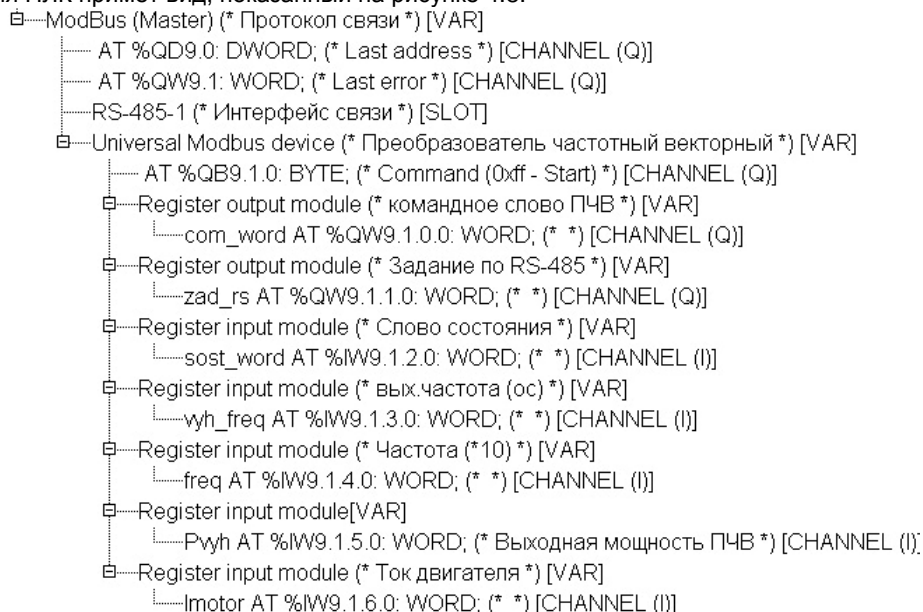 ModBus (Master) (* Протокол связи *) [VAR]
AT %QD9.0: DWORD; (* Last address *) [CHANNEL (Q)]
AT %QW9.1: WORD; (* Last error *) [CHANNEL (Q)]
RS-485-1 (* Интерфейс связи *) [SLOT]
Universal Modbus device (* Преобразователь частотный векторный *) [VAR]
AT %QB9.1.0: BYTE; (* Command (0xff - Start) *) [CHANNEL (Q)]
Register output module (* командное слово ПЧВ *) [VAR]
com_word AT %QW9.1.0.0: WORD; (* *) [CHANNEL (Q)]
Register output module (* Задание по RS-485 *) [VAR]
zad_rs AT %QW9.1.1.0: WORD; (* *) [CHANNEL (Q)]
Register input module (* Слово состояния *) [VAR]
sost_word AT %IW9.1.2.0: WORD; (* *) [CHANNEL (I)]
Register input module (* вых.частота (ос) *) [VAR]
vyh_freq AT %IW9.1.3.0: WORD; (* *) [CHANNEL (I)]
Register input module (* Частота (*10) *) [VAR]
freq AT %IW9.1.4.0: WORD; (* *) [CHANNEL (I)]
Register input module[VAR]
Pvyh AT %IW9.1.5.0: WORD; (* Выходная мощность ПЧВ *) [CHANNEL (I)]
Register input module (* Ток двигателя *) [VAR]
Imotor AT %IW9.1.6.0: WORD; (* *) [CHANNEL (I)]